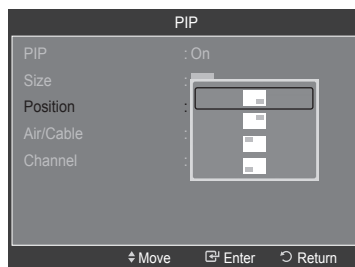 PIP
PIP : On
Size :
Position :
Air/Cable :
Channel :
Move Enter Return